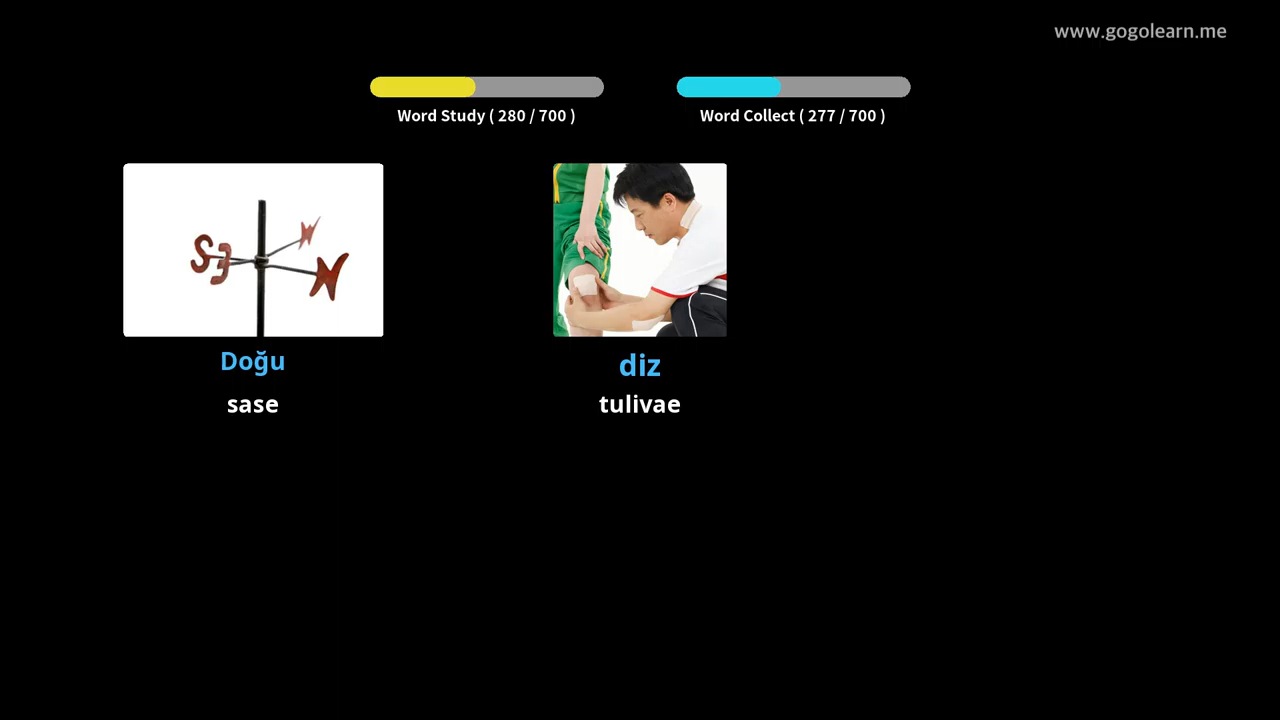 www.gogolearn.me
Word Study ( 280 / 700 )
Word Collect ( 277 / 700 )
S E N
Doğu
diz
sase
tulivae